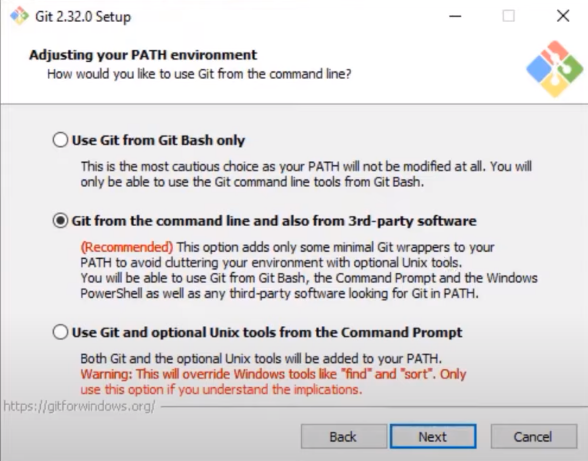 Git 2.32.0 Setup
Adjusting your PATH environment
How would you like to use Git from the command line?
Use Git from Git Bash only
This is the most cautious choice as your PATH will not be modified at all. You will
only be able to use the Git command line tools from Git Bash.
Git from the command line and also from 3rd-party software
(Recommended) This option adds only some minimal Git wrappers to your
PATH to avoid cluttering your environment with optional Unix tools.
You will be able to use Git from Git Bash, the Command Prompt and the Windows
PowerShell as well as any third-party software looking for Git in PATH.
Use Git and optional Unix tools from the Command Prompt
Both Git and the optional Unix tools will be added to your PATH.
Warning: This will override Windows tools like "find" and "sort". Only
use this option if you understand the implications.
https://gitforwindows.org/
Back
Next
Cancel